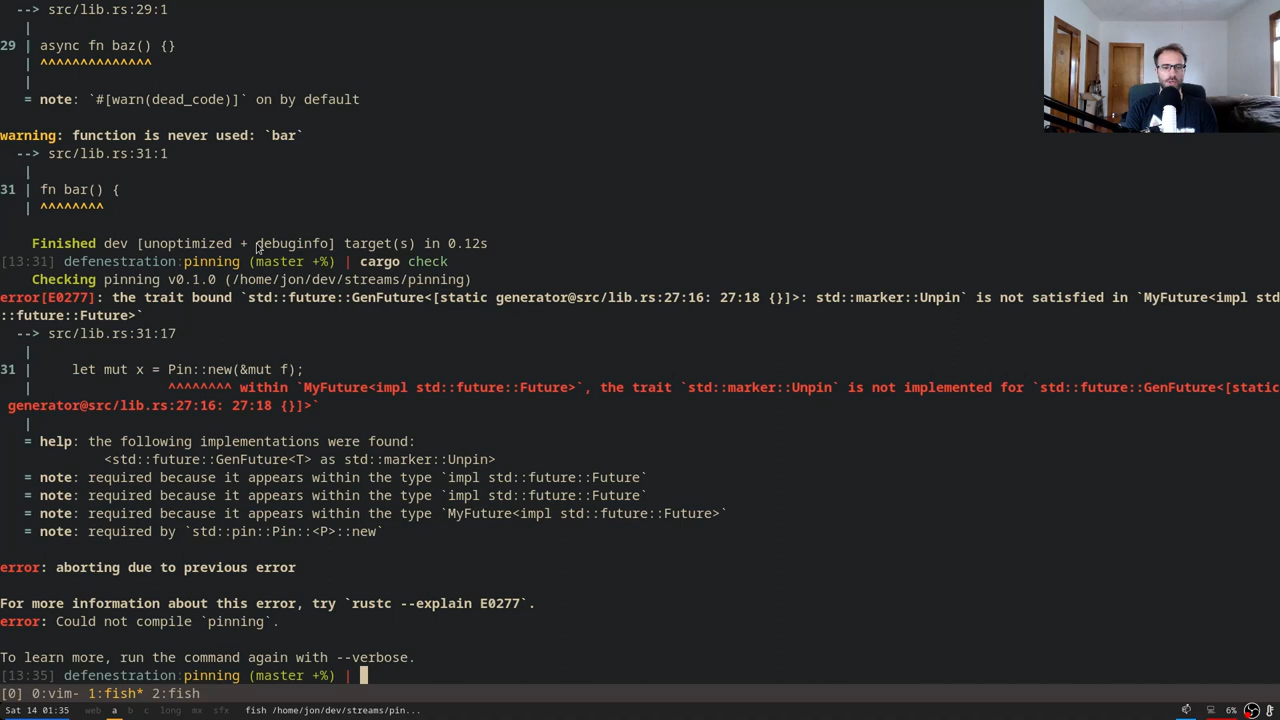 --> src/lib.rs:29:1
|
29 | async fn baz() {}
| ^^^^^^^^^^^^^^
|
= note: `#[warn(dead_code)]` on by default
warning: function is never used: `bar`
--> src/lib.rs:31:1
|
31 | fn bar() {
| ^^^^^^^^
Finished dev [unoptimized + debuginfo] target(s) in 0.12s
[13:31] defenestration:pinning (master +%) | cargo check
Checking pinning v0.1.0 (/home/jon/dev/streams/pinning)
error[E0277]: the trait bound `std::future::GenFuture<[static generator@src/lib.rs:27:16: 27:18 {}]>: std::marker::Unpin` is not satisfied in `MyFuture<impl std
::future::Future>`
--> src/lib.rs:31:17
|
31 | let mut x = Pin::new(&mut f);
| ^^^^^^^^ within `MyFuture<impl std::future::Future>`, the trait `std::marker::Unpin` is not implemented for `std::future::GenFuture<[static
generator@src/lib.rs:27:16: 27:18 {}]>`
|
= help: the following implementations were found:
<std::future::GenFuture<T> as std::marker::Unpin>
= note: required because it appears within the type `impl std::future::Future`
= note: required because it appears within the type `impl std::future::Future`
= note: required because it appears within the type `MyFuture<impl std::future::Future>`
= note: required by `std::pin::Pin::<P>::new`
error: aborting due to previous error
For more information about this error, try `rustc --explain E0277`.
error: Could not compile `pinning`.
To learn more, run the command again with --verbose.
[13:35] defenestration:pinning (master +%) |
[0] 0:vim- 1:fish* 2:fish
Sat 14 01:35 web a b c long mx sfx fish /home/jon/dev/streams/pin... 6%